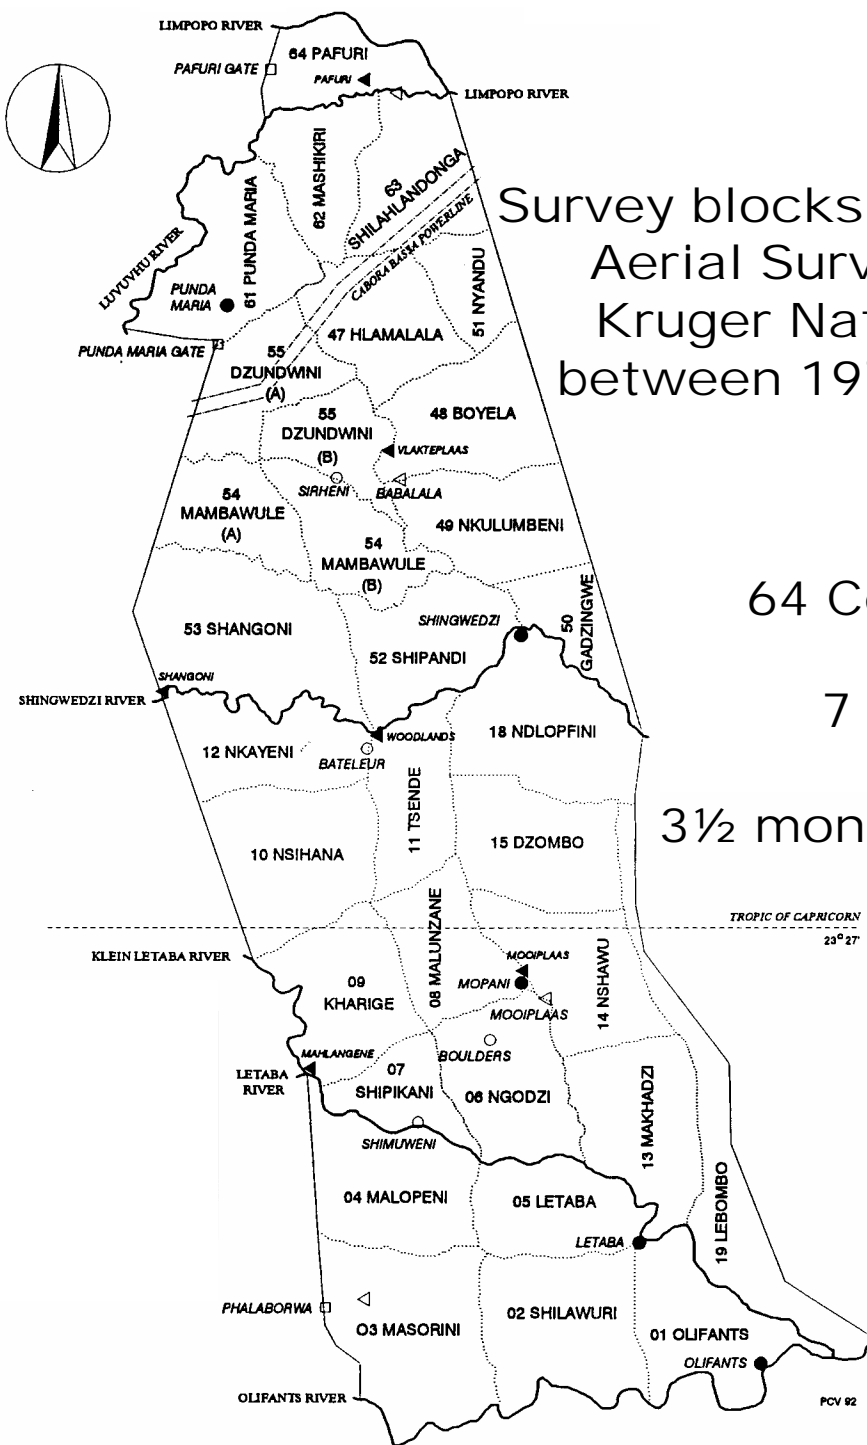 LIMPOPO RIVER
64 PAFURI
PAFURI GATE
PAFURI
LIMPOPO RIVER
62 MASHIKIRI
63
SHILAHLANDONGA
61 PUNDA MARIA
CABORA BASSA POWERLINE
LUVUVHU RIVER
51 NYANDU
PUNDA
MARIA
Survey blocks
Aerial Surv
Kruger Nat
between 19
47 HLAMALALA
PUNDA MARIA GATE
55
DZUNDWINI
(A)
55
DZUNDWINI
(B)
48 BOYELA
VLAKTEPLAAS
SIRHENI
BABALALA
54
MAMBAWULE
(A)
49 NKULUMBENI
54
MAMBAWULE
(B)
50
GADZINGWE
64 C
SHINGWEDZI
53 SHANGONI
52 SHIPANDI
SHANGONI
SHINGWEDZI RIVER
7
WOODLANDS
18 NDLOPFINI
12 NKAYENI
BATELEUR
11 TSENDE
3½ mon
15 DZOMBO
10 NSIHANA
TROPIC OF CAPRICORN
23° 27'
08 MALUNZANE
KLEIN LETABA RIVER
MOOIPLAAS
09
KHARIGE
MOPANI
MOOIPLAAS
14 NSHAWU
BOULDERS
MAHLANGENE
07
SHIPIKANI
LETABA
RIVER
06 NGODZI
13 MAKHADZI
SHIMUWENI
04 MALOPENI
05 LETABA
19 LEBOMBO
LETABA
PHALABORWA
O3 MASORINI
02 SHILAWURI
01 OLIFANTS
OLIFANTS
OLIFANTS RIVER
PCV 92